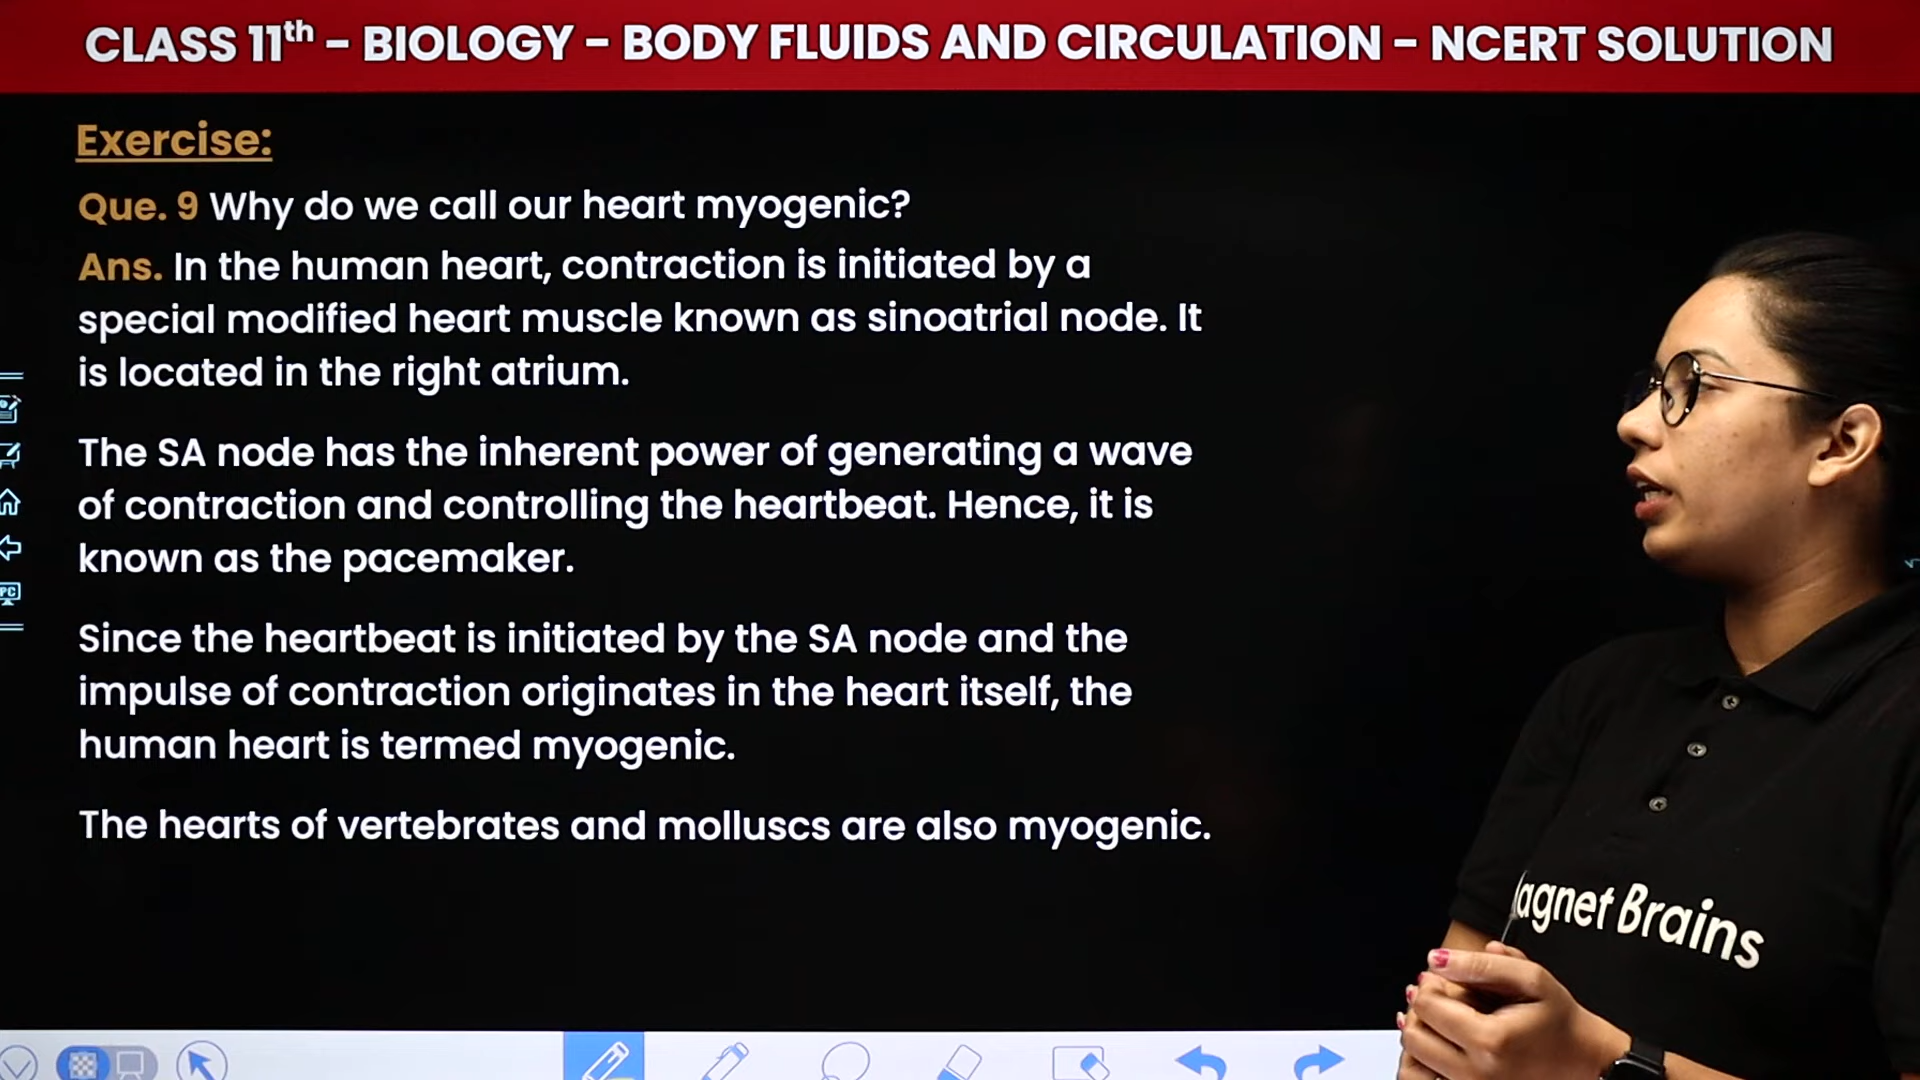 CLASS 11th – BIOLOGY – BODY FLUIDS AND CIRCULATION – NCERT SOLUTION
Exercise:
Que. 9 Why do we call our heart myogenic?
Ans. In the human heart, contraction is initiated by a
special modified heart muscle known as sinoatrial node. It
is located in the right atrium.
The SA node has the inherent power of generating a wave
of contraction and controlling the heartbeat. Hence, it is
known as the pacemaker.
Since the heartbeat is initiated by the SA node and the
impulse of contraction originates in the heart itself, the
human heart is termed myogenic.
The hearts of vertebrates and molluscs are also myogenic.
PC
agnet Brains